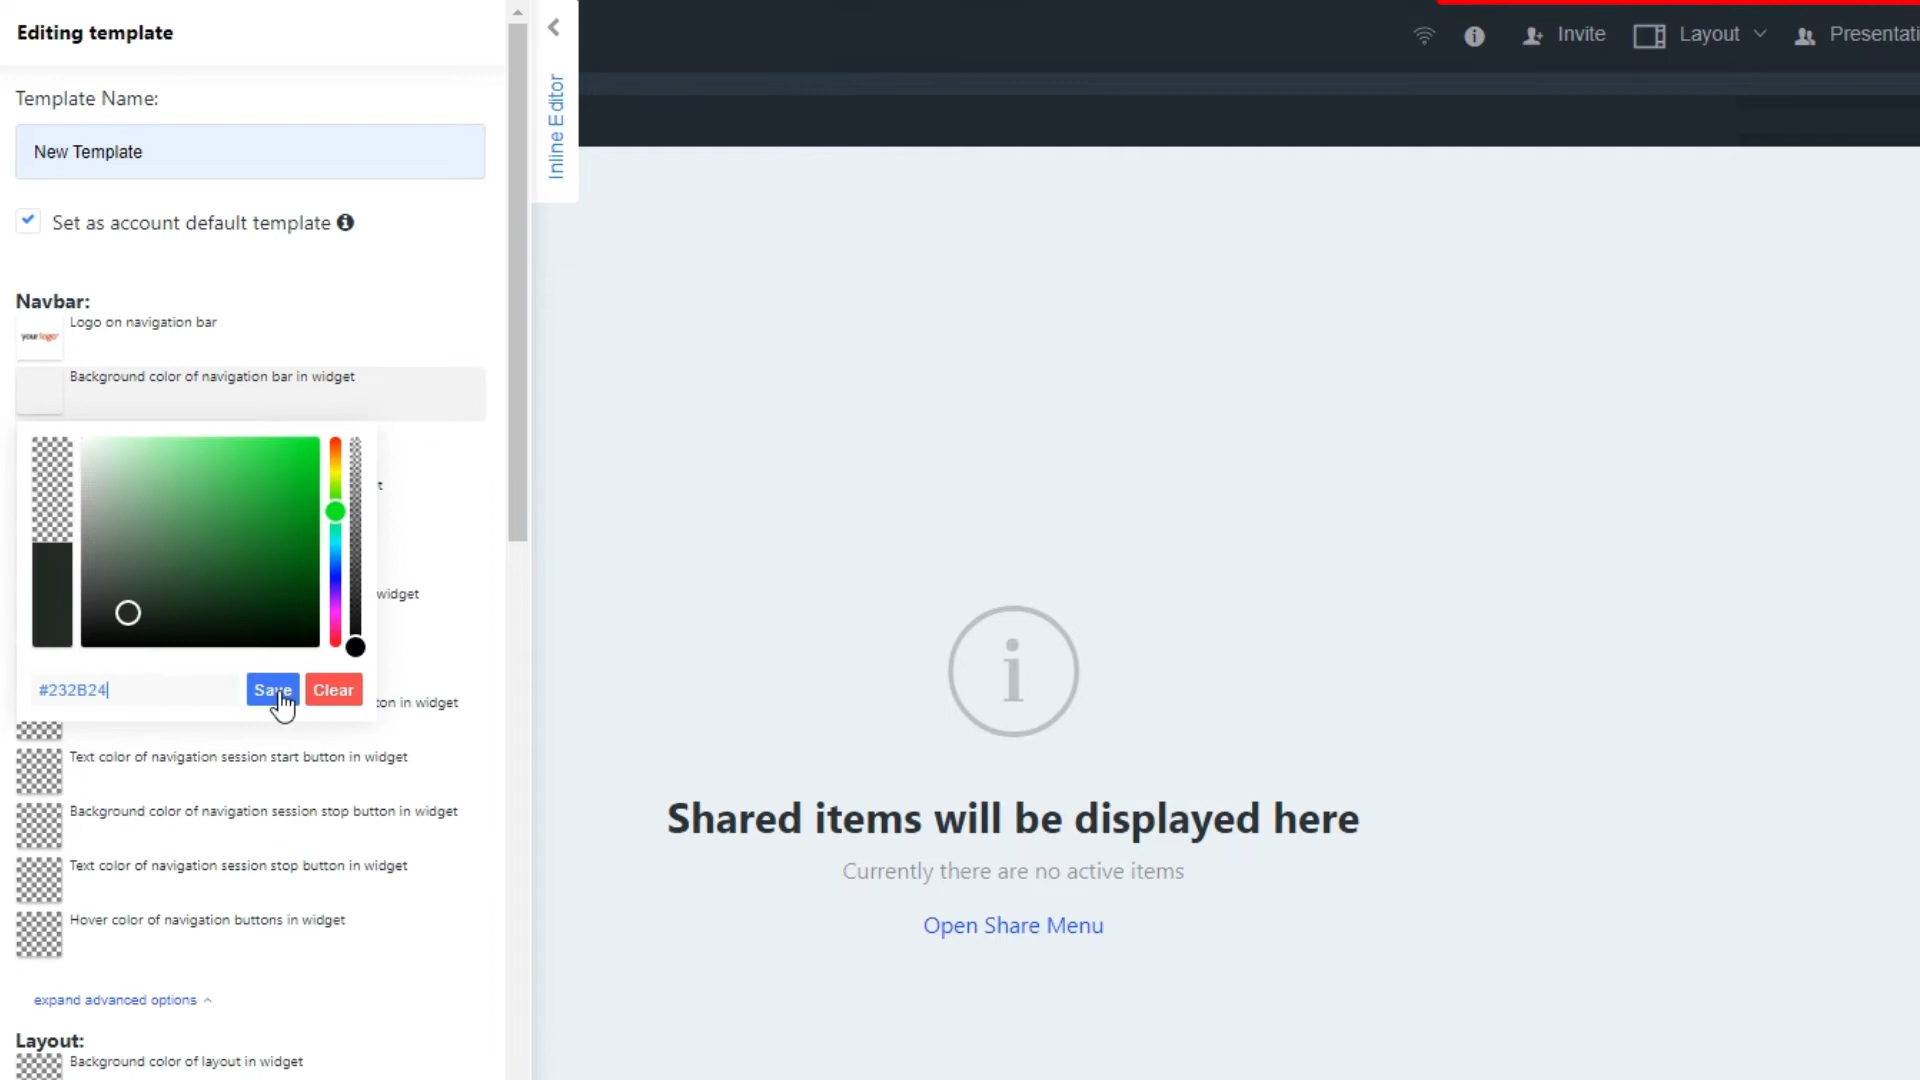 Editing template
Template Name:
New Template
Set as account default template
Navbar:
your logo
Logo on navigation bar
Background color of navigation bar in widget
t
widget
#232B24
Save
Clear
ton in widget
Text color of navigation session start button in widget
Background color of navigation session stop button in widget
Text color of navigation session stop button in widget
Hover color of navigation buttons in widget
expand advanced options
Layout:
Background color of layout in widget
Inline Editor
Invite
Layout
Presentati
Shared items will be displayed here
Currently there are no active items
Open Share Menu